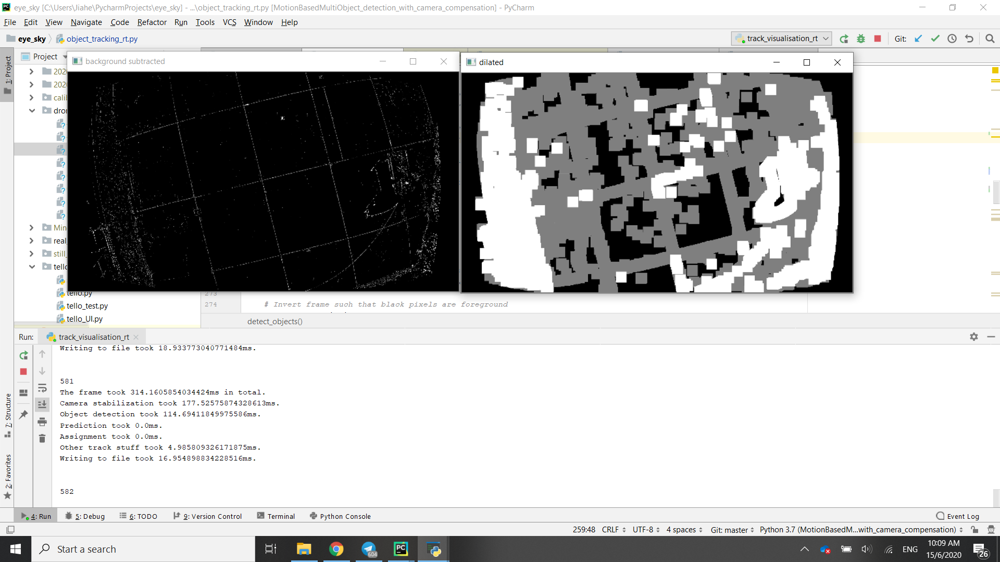 eye_sky [C:\Users\Jiahe\PycharmProjects\eye_sky] - ...\object_tracking_rt.py [MotionBasedMultiObject_detection_with_camera_compensation] - PyCharm
File Edit View Navigate Code Refactor Run Tools VCS Window Help
eye_sky object_tracking_rt.py track_visualisation_rt Git:
1: Project
Project
background subtracted
dilated
202
202
calib
dron
Min
real_
still_
tello
tello.py
tello_test.py
tello_UI.py
273
274 # Invert frame such that black pixels are foreground
detect_objects()
Run: track_visualisation_rt
Writing to file took 18.933773040771484ms.
581
The frame took 314.1605854034424ms in total.
Camera stabilization took 177.52575874328613ms.
Object detection took 114.69411849975586ms.
Prediction took 0.0ms.
Assignment took 0.0ms.
Other track stuff took 4.985809326171875ms.
Writing to file took 16.954898834228516ms.
582
7: Structure
2: Favorites
4: Run 5: Debug 6: TODO 9: Version Control Terminal Python Console Event Log
259:48 CRLF UTF-8 4 spaces Git: master Python 3.7 (MotionBasedM...with_camera_compensation)
Start a search
PC
604
ENG
10:09 AM
15/6/2020
26